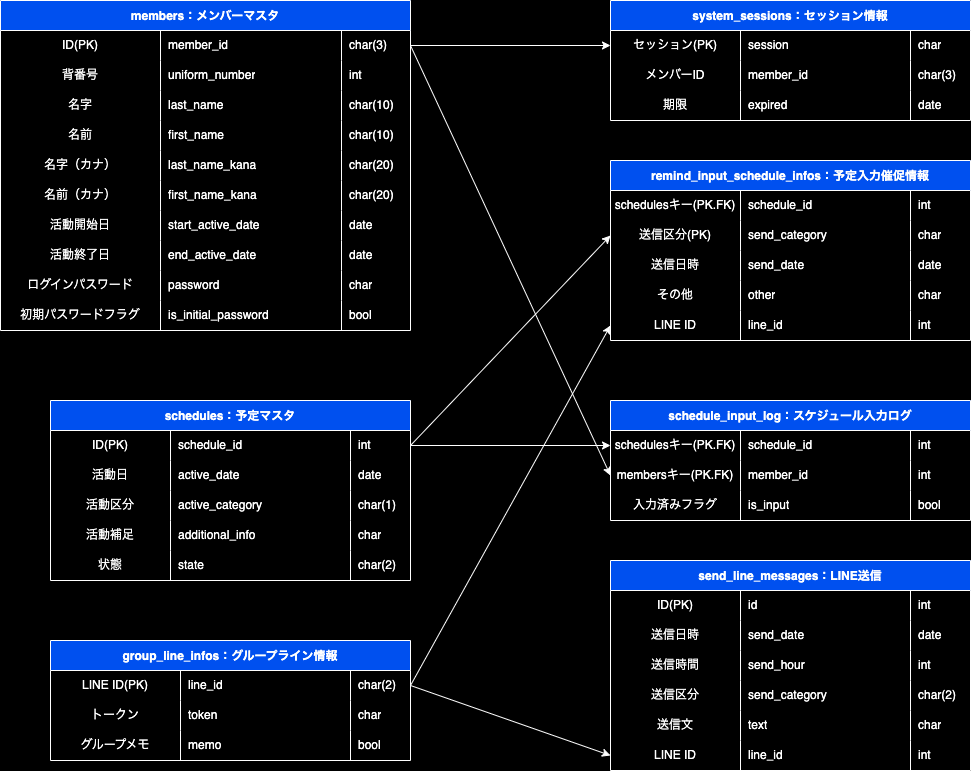 members：メンバーマスタ
ID(PK) member_id char(3)
背番号 uniform_number int
名字 last_name char(10)
名前 first_name char(10)
名字（カナ） last_name_kana char(20)
名前（カナ） first_name_kana char(20)
活動開始日 start_active_date date
活動終了日 end_active_date date
ログインパスワード password char
初期パスワードフラグ is_initial_password bool
schedules：予定マスタ
ID(PK) schedule_id int
活動日 active_date date
活動区分 active_category char(1)
活動補足 additional_info char
状態 state char(2)
group_line_infos：グループライン情報
LINE ID(PK) line_id char(2)
トークン token char
グループメモ memo bool
system_sessions：セッション情報
セッション(PK) session char
メンバーID member_id char(3)
期限 expired date
remind_input_schedule_infos：予定入力催促情報
schedulesキー(PK.FK) schedule_id int
送信区分(PK) send_category char
送信日時 send_date date
その他 other char
LINE ID line_id int
schedule_input_log：スケジュール入力ログ
schedulesキー(PK.FK) schedule_id int
membersキー(PK.FK) member_id int
入力済みフラグ is_input bool
send_line_messages：LINE送信
ID(PK) id int
送信日時 send_date date
送信時間 send_hour int
送信区分 send_category char(2)
送信文 text char
LINE ID line_id int